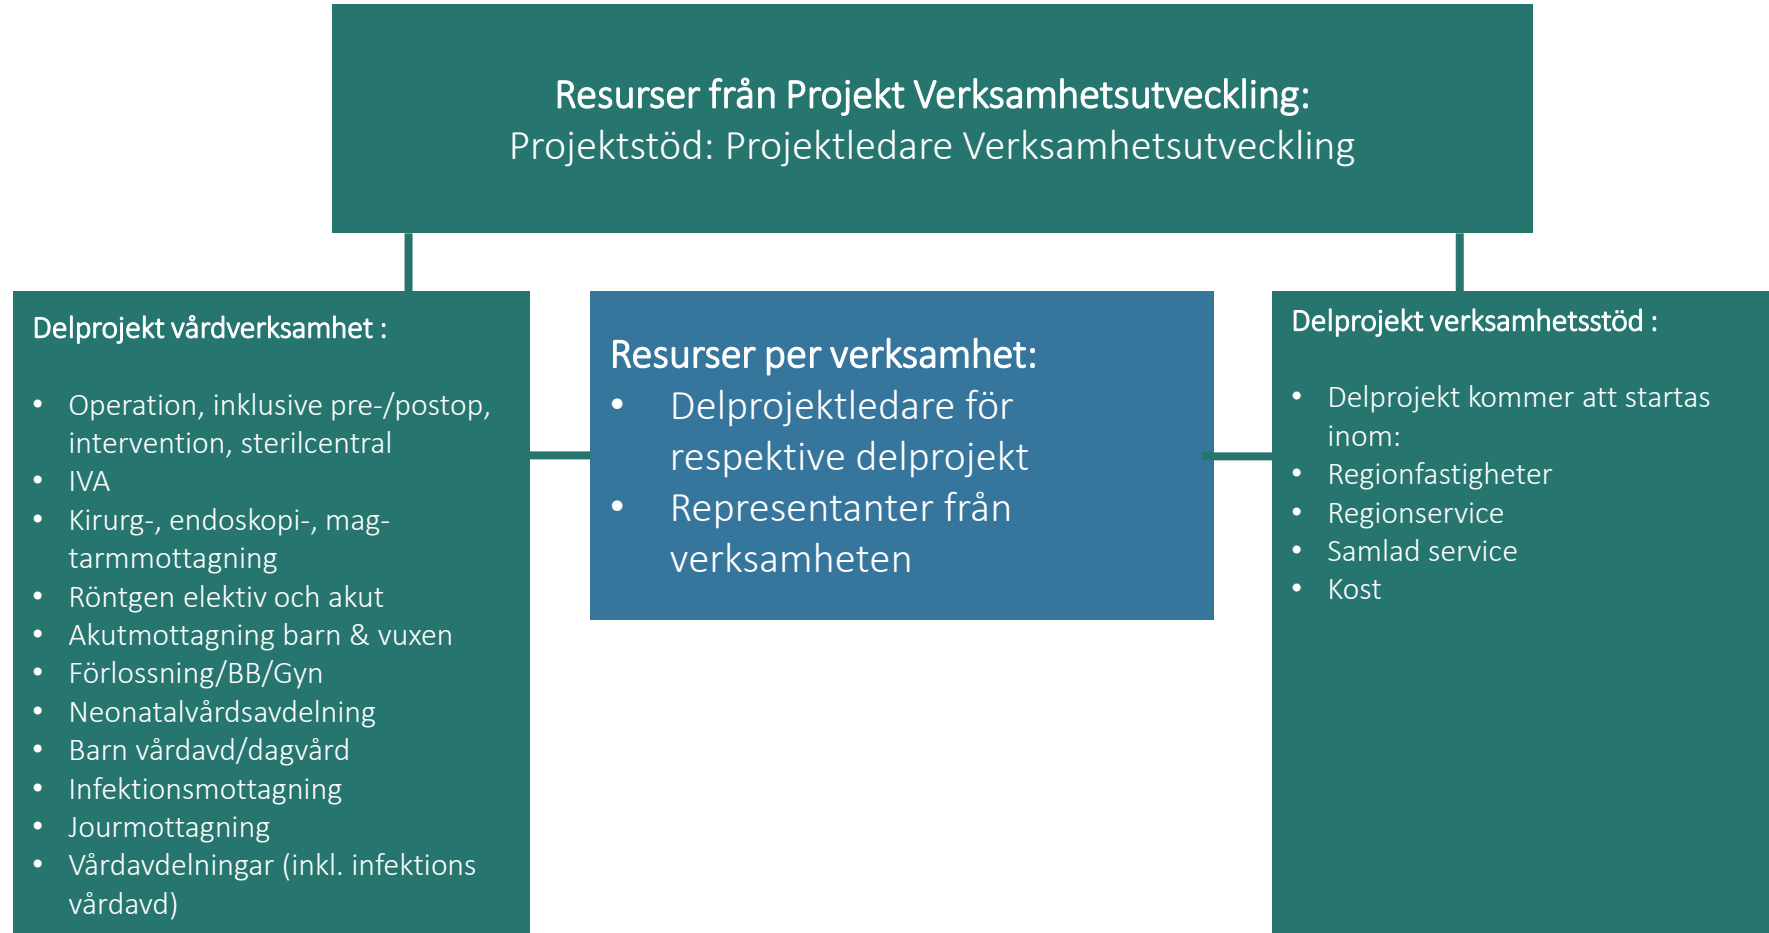 Resurser från Projekt Verksamhetsutveckling:
Projektstöd: Projektledare Verksamhetsutveckling
Delprojekt vårdverksamhet :
• Operation, inklusive pre-/postop,
intervention, sterilcentral
• IVA
• Kirurg-, endoskopi-, mag-
tarmmottagning
• Röntgen elektiv och akut
• Akutmottagning barn & vuxen
• Förlossning/BB/Gyn
• Neonatalvårdsavdelning
• Barn vårdavd/dagvård
• Infektionsmottagning
• Jourmottagning
• Vårdavdelningar (inkl. infektions
vårdavd)
Resurser per verksamhet:
• Delprojektledare för
respektive delprojekt
• Representanter från
verksamheten
Delprojekt verksamhetsstöd :
• Delprojekt kommer att startas
inom:
• Regionfastigheter
• Regionservice
• Samlad service
• Kost